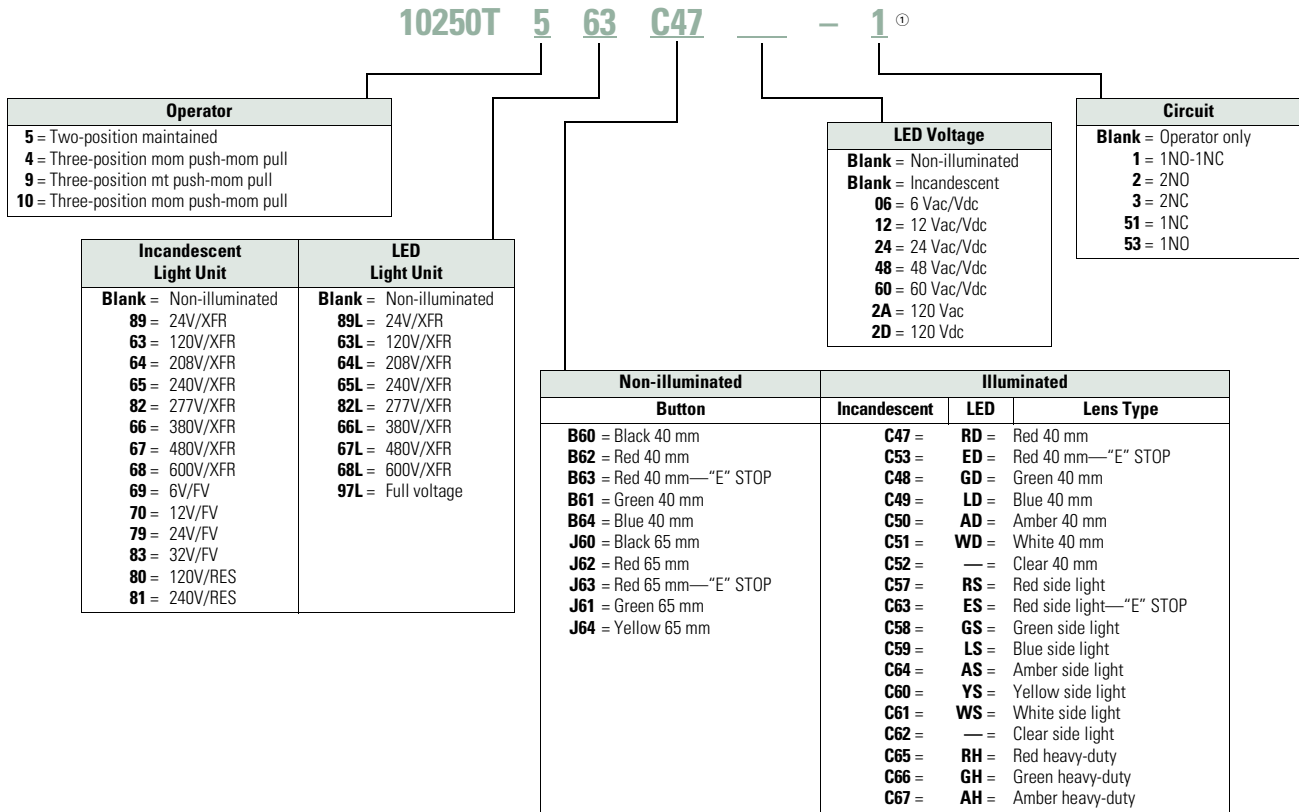 10250T 5 63 C47 ___ – 1 ①
Operator
5 = Two-position maintained
4 = Three-position mom push-mom pull
9 = Three-position mt push-mom pull
10 = Three-position mom push-mom pull
Incandescent Light Unit
Blank = Non-illuminated
89 = 24V/XFR
63 = 120V/XFR
64 = 208V/XFR
65 = 240V/XFR
82 = 277V/XFR
66 = 380V/XFR
67 = 480V/XFR
68 = 600V/XFR
69 = 6V/FV
70 = 12V/FV
79 = 24V/FV
83 = 32V/FV
80 = 120V/RES
81 = 240V/RES
LED Light Unit
Blank = Non-illuminated
89L = 24V/XFR
63L = 120V/XFR
64L = 208V/XFR
65L = 240V/XFR
82L = 277V/XFR
66L = 380V/XFR
67L = 480V/XFR
68L = 600V/XFR
97L = Full voltage
LED Voltage
Blank = Non-illuminated
Blank = Incandescent
06 = 6 Vac/Vdc
12 = 12 Vac/Vdc
24 = 24 Vac/Vdc
48 = 48 Vac/Vdc
60 = 60 Vac/Vdc
2A = 120 Vac
2D = 120 Vdc
Circuit
Blank = Operator only
1 = 1NO-1NC
2 = 2NO
3 = 2NC
51 = 1NC
53 = 1NO
Non-illuminated
Button
B60 = Black 40 mm
B62 = Red 40 mm
B63 = Red 40 mm—“E” STOP
B61 = Green 40 mm
B64 = Blue 40 mm
J60 = Black 65 mm
J62 = Red 65 mm
J63 = Red 65 mm—“E” STOP
J61 = Green 65 mm
J64 = Yellow 65 mm
Illuminated
Incandescent LED Lens Type
C47 = RD = Red 40 mm
C53 = ED = Red 40 mm—“E” STOP
C48 = GD = Green 40 mm
C49 = LD = Blue 40 mm
C50 = AD = Amber 40 mm
C51 = WD = White 40 mm
C52 = — = Clear 40 mm
C57 = RS = Red side light
C63 = ES = Red side light—“E” STOP
C58 = GS = Green side light
C59 = LS = Blue side light
C64 = AS = Amber side light
C60 = YS = Yellow side light
C61 = WS = White side light
C62 = — = Clear side light
C65 = RH = Red heavy-duty
C66 = GH = Green heavy-duty
C67 = AH = Amber heavy-duty